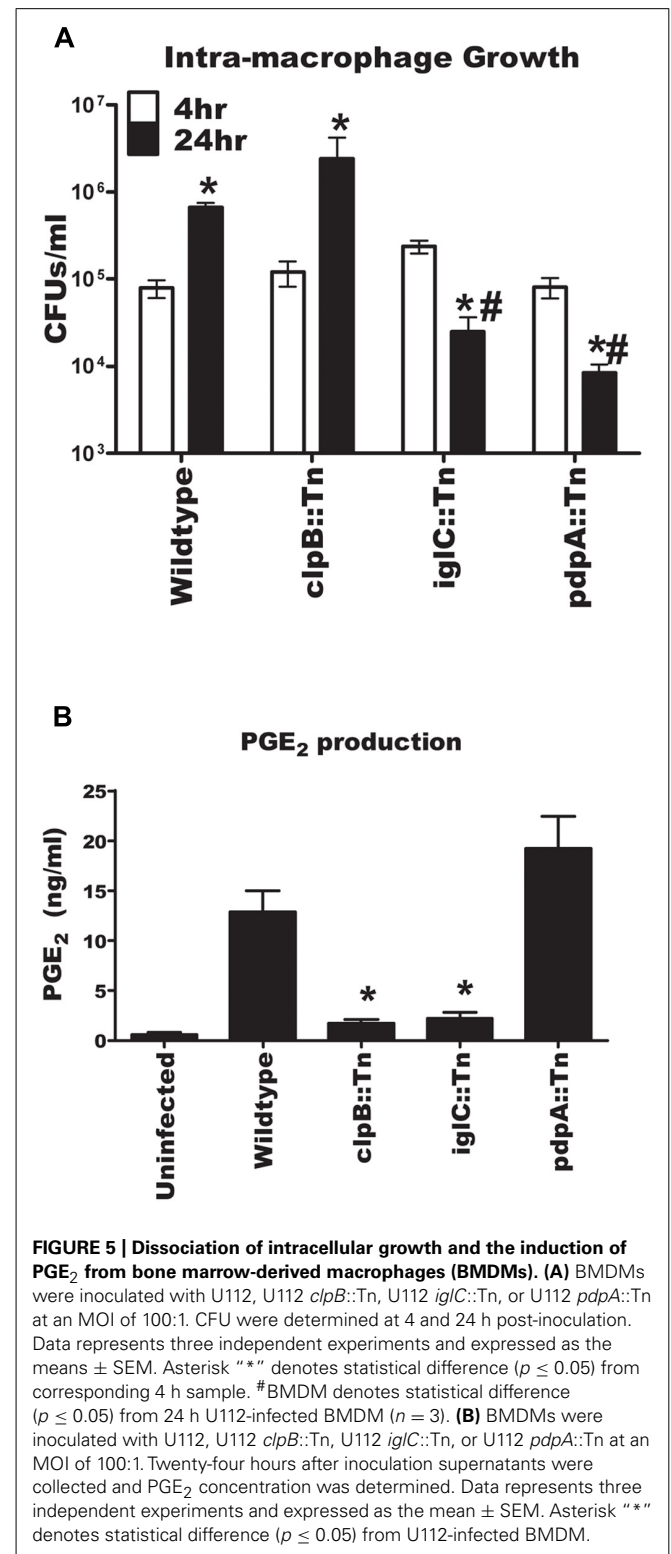 A
Intra-macrophage Growth
10⁷
4hr
24hr
*
*
10⁶
CFUs/ml
10⁵
*#
10⁴
*#
10³
Wildtype
clpB::Tn
iglC::Tn
pdpA::Tn
B
PGE₂ production
25
20
PGE₂ (ng/ml)
15
10
5
*
*
0
Uninfected
Wildtype
clpB::Tn
iglC::Tn
pdpA::Tn
FIGURE 5 | Dissociation of intracellular growth and the induction of
PGE₂ from bone marrow-derived macrophages (BMDMs). (A) BMDMs
were inoculated with U112, U112 clpB::Tn, U112 iglC::Tn, or U112 pdpA::Tn
at an MOI of 100:1. CFU were determined at 4 and 24 h post-inoculation.
Data represents three independent experiments and expressed as the
means ± SEM. Asterisk “*” denotes statistical difference (p ≤ 0.05) from
corresponding 4 h sample. #BMDM denotes statistical difference
(p ≤ 0.05) from 24 h U112-infected BMDM (n = 3). (B) BMDMs were
inoculated with U112, U112 clpB::Tn, U112 iglC::Tn, or U112 pdpA::Tn at an
MOI of 100:1. Twenty-four hours after inoculation supernatants were
collected and PGE₂ concentration was determined. Data represents three
independent experiments and expressed as the mean ± SEM. Asterisk “*”
denotes statistical difference (p ≤ 0.05) from U112-infected BMDM.